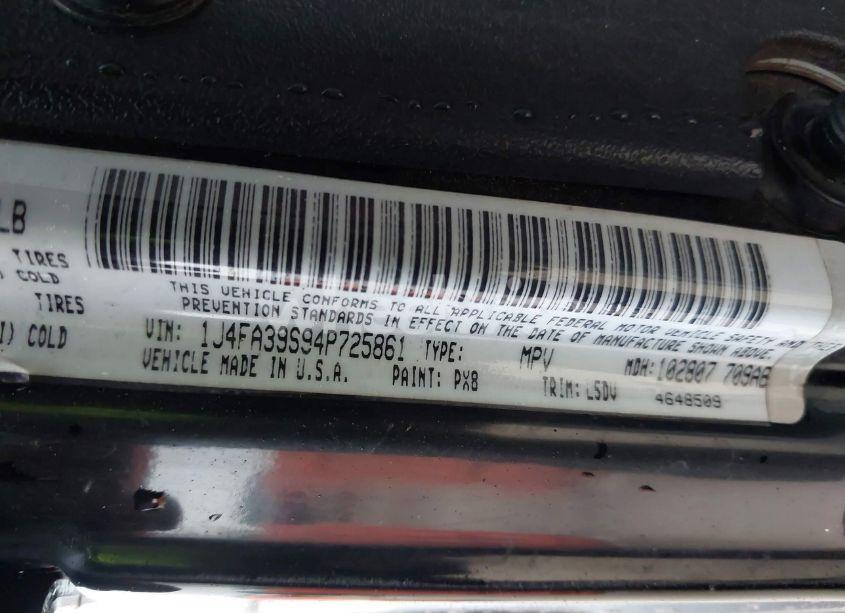 LB
TIRES
COLD
TIRES
I) COLD
THIS VEHICLE CONFORMS TO ALL APPLICABLE FEDERAL MOTOR VEHICLE SAFETY AND THEFT
PREVENTION STANDARDS IN EFFECT ON THE DATE OF MANUFACTURE SHOWN ABOVE.
VIN: 1J4FA39S94P725861 TYPE: MPV MDH: 102807 709AB
VEHICLE MADE IN U.S.A. PAINT: PX8 TRIM: L5DV 4648509